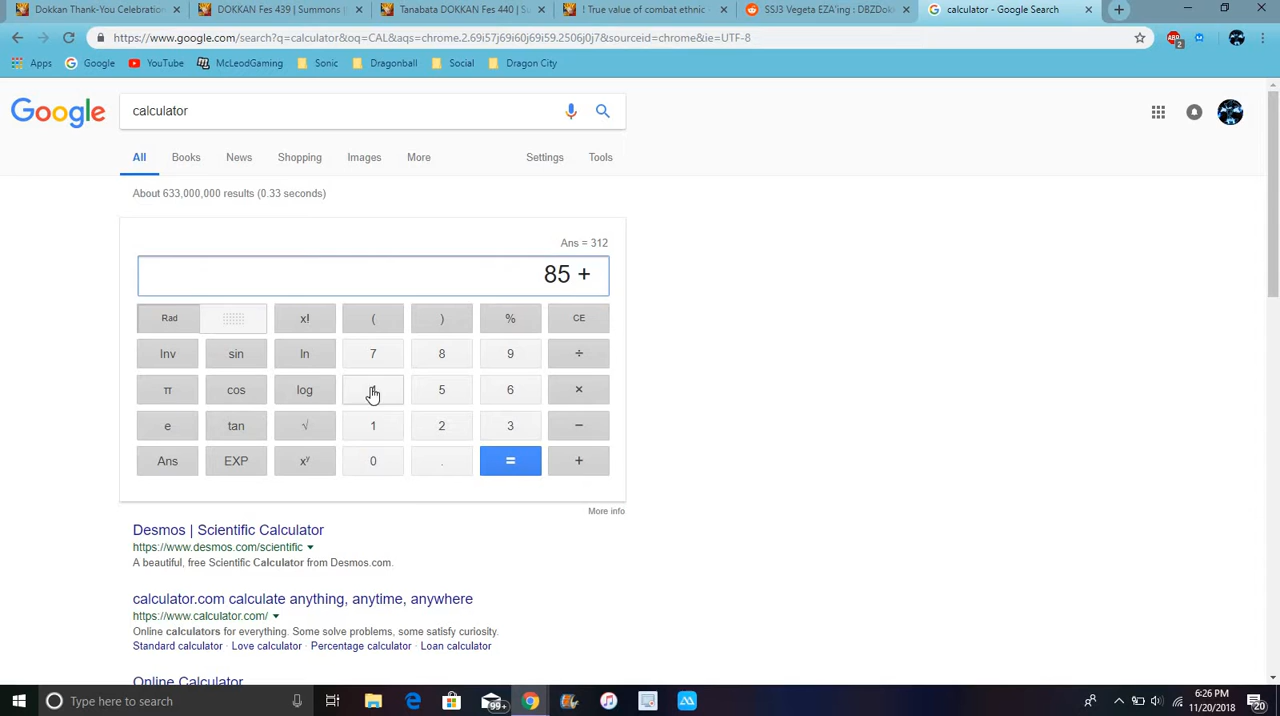 Dokkan Thank-You Celebration
DOKKAN Fes 439 | Summons |
Tanabata DOKKAN Fes 440 |
! True value of combat ethnic -
SSJ3 Vegeta EZA'ing : DBZDok
calculator - Google Search
https://www.google.com/search?q=calculator&oq=CAL&aqs=chrome.2.69i57j69i60j69i59.2506j0j7&sourceid=chrome&ie=UTF-8
2
Apps Google YouTube McLeodGaming Sonic Dragonball Social Dragon City
Google
calculator
All Books News Shopping Images More Settings Tools
About 633,000,000 results (0.33 seconds)
Ans = 312
85 +
Rad x! ( ) % CE
Inv sin ln 7 8 9 ÷
π cos log 5 6 ×
e tan √ 1 2 3 −
Ans EXP xʸ 0 . = +
More info
Desmos | Scientific Calculator
https://www.desmos.com/scientific
A beautiful, free Scientific Calculator from Desmos.com.
calculator.com calculate anything, anytime, anywhere
https://www.calculator.com/
Online calculators for everything. Some solve problems, some satisfy curiosity.
Standard calculator · Love calculator · Percentage calculator · Loan calculator
Online Calculator
Type here to search
99+
6:26 PM
11/20/2018
20